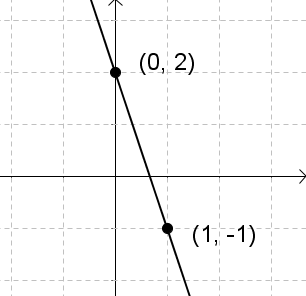 (0, 2)
(1, -1)